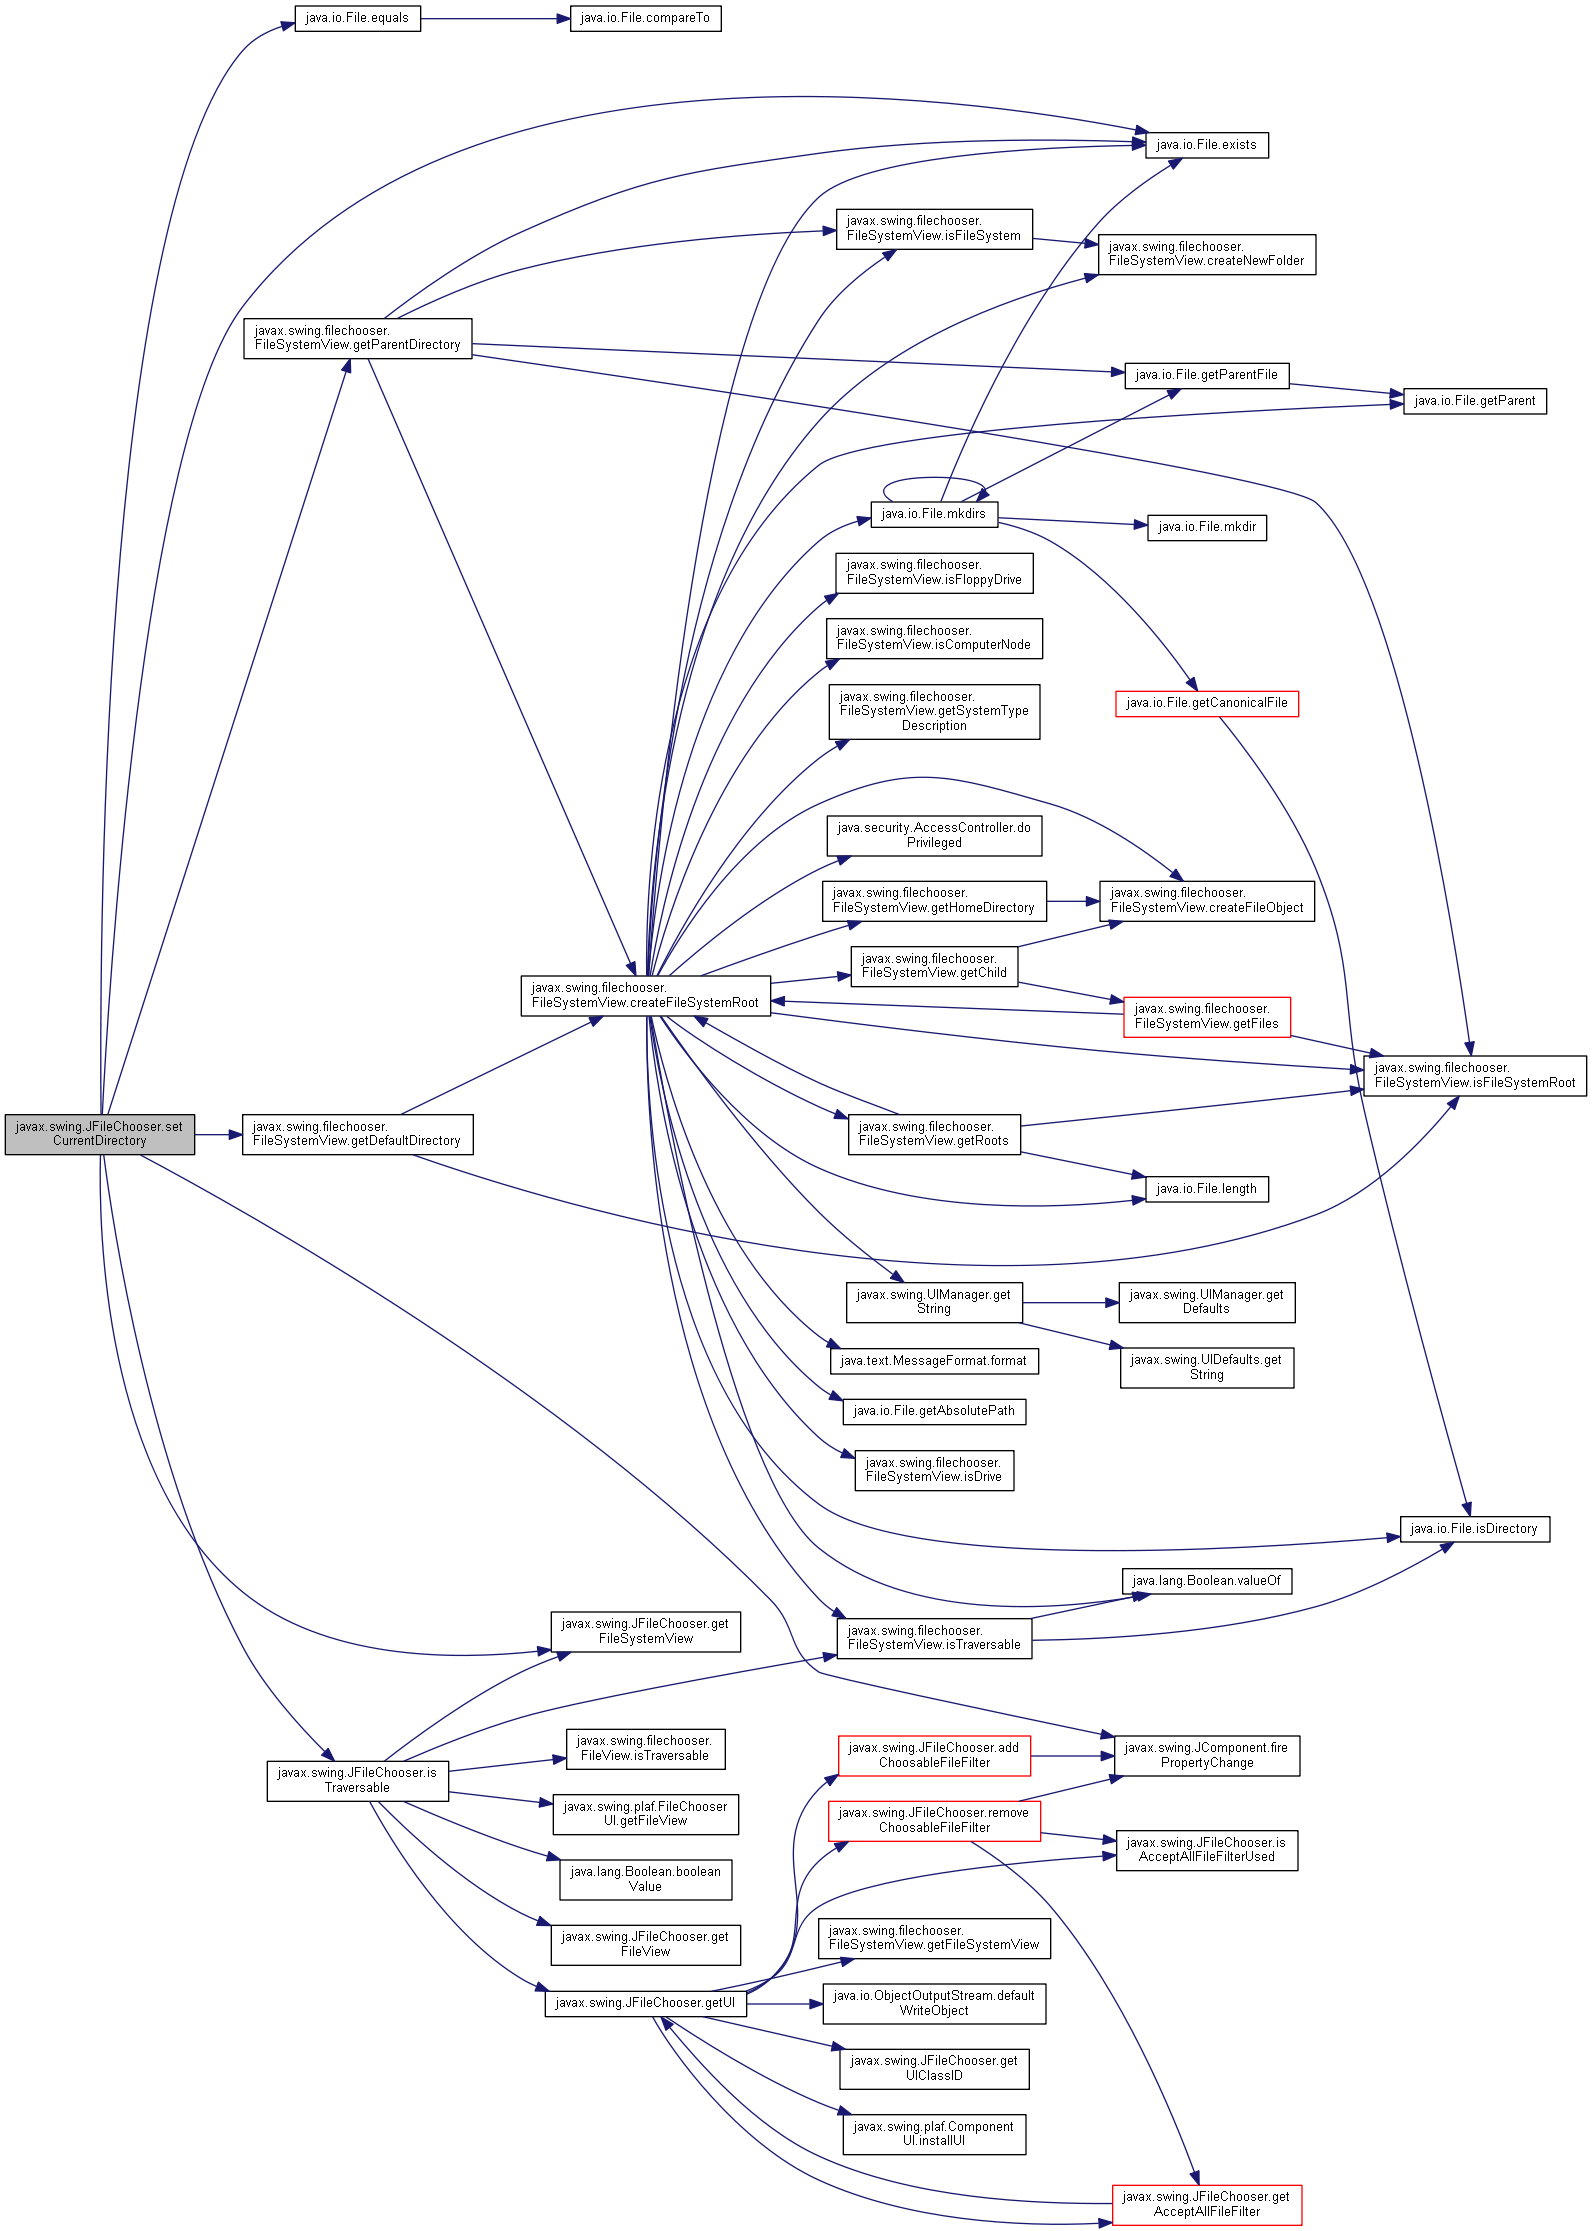 java.io.File.equals
java.io.File.compareTo
java.io.File.exists
javax.swing.filechooser.
FileSystemView.isFileSystem
javax.swing.filechooser.
FileSystemView.createNewFolder
javax.swing.filechooser.
FileSystemView.getParentDirectory
java.io.File.getParentFile
java.io.File.getParent
java.io.File.mkdirs
java.io.File.mkdir
javax.swing.filechooser.
FileSystemView.isFloppyDrive
javax.swing.filechooser.
FileSystemView.isComputerNode
javax.swing.filechooser.
FileSystemView.getSystemType
Description
java.io.File.getCanonicalFile
java.security.AccessController.do
Privileged
javax.swing.filechooser.
FileSystemView.getHomeDirectory
javax.swing.filechooser.
FileSystemView.createFileObject
javax.swing.filechooser.
FileSystemView.getChild
javax.swing.filechooser.
FileSystemView.createFileSystemRoot
javax.swing.filechooser.
FileSystemView.getFiles
javax.swing.filechooser.
FileSystemView.isFileSystemRoot
javax.swing.JFileChooser.set
CurrentDirectory
javax.swing.filechooser.
FileSystemView.getDefaultDirectory
javax.swing.filechooser.
FileSystemView.getRoots
java.io.File.length
javax.swing.UIManager.get
String
javax.swing.UIManager.get
Defaults
java.text.MessageFormat.format
javax.swing.UIDefaults.get
String
java.io.File.getAbsolutePath
javax.swing.filechooser.
FileSystemView.isDrive
java.io.File.isDirectory
java.lang.Boolean.valueOf
javax.swing.JFileChooser.get
FileSystemView
javax.swing.filechooser.
FileSystemView.isTraversable
javax.swing.filechooser.
FileView.isTraversable
javax.swing.JFileChooser.add
ChoosableFileFilter
javax.swing.JComponent.fire
PropertyChange
javax.swing.JFileChooser.is
Traversable
javax.swing.plaf.FileChooser
UI.getFileView
javax.swing.JFileChooser.remove
ChoosableFileFilter
javax.swing.JFileChooser.is
AcceptAllFileFilterUsed
java.lang.Boolean.boolean
Value
javax.swing.JFileChooser.get
FileView
javax.swing.filechooser.
FileSystemView.getFileSystemView
javax.swing.JFileChooser.getUI
java.io.ObjectOutputStream.default
WriteObject
javax.swing.JFileChooser.get
UIClassID
javax.swing.plaf.Component
UI.installUI
javax.swing.JFileChooser.get
AcceptAllFileFilter